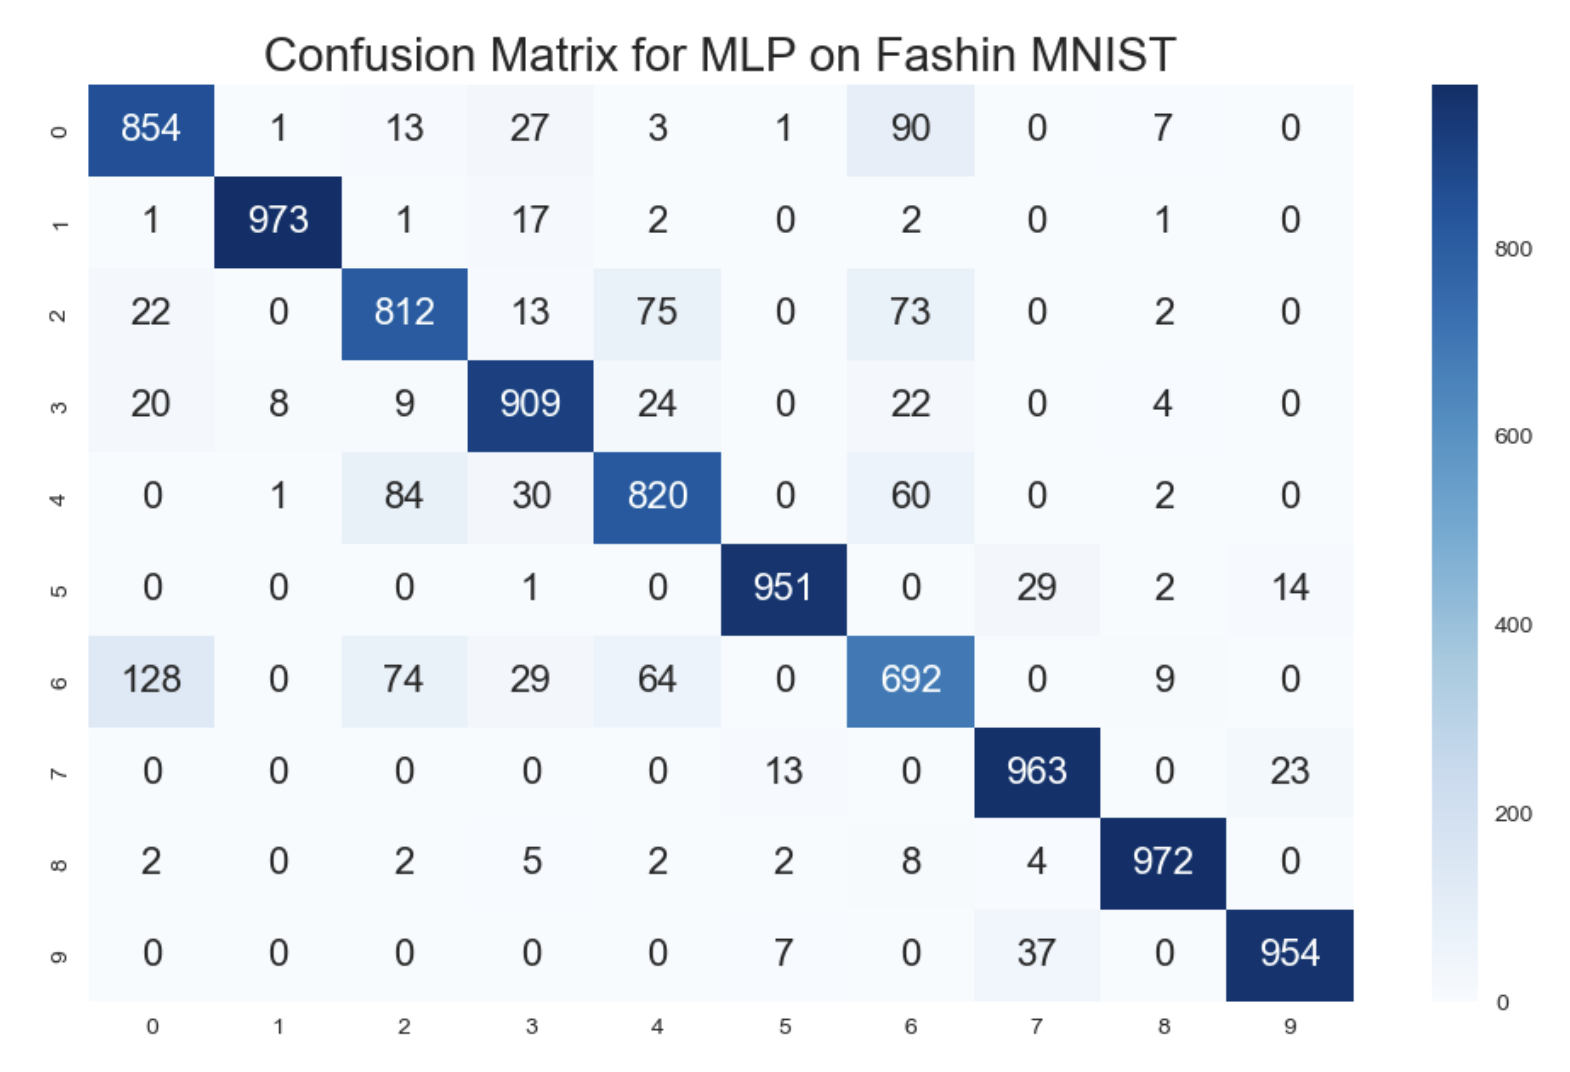 Confusion Matrix for MLP on Fashin MNIST
0 854 1 13 27 3 1 90 0 7 0
1 1 973 1 17 2 0 2 0 1 0
2 22 0 812 13 75 0 73 0 2 0
3 20 8 9 909 24 0 22 0 4 0
4 0 1 84 30 820 0 60 0 2 0
5 0 0 0 1 0 951 0 29 2 14
6 128 0 74 29 64 0 692 0 9 0
7 0 0 0 0 0 13 0 963 0 23
8 2 0 2 5 2 2 8 4 972 0
9 0 0 0 0 0 7 0 37 0 954
0 1 2 3 4 5 6 7 8 9
800
600
400
200
0